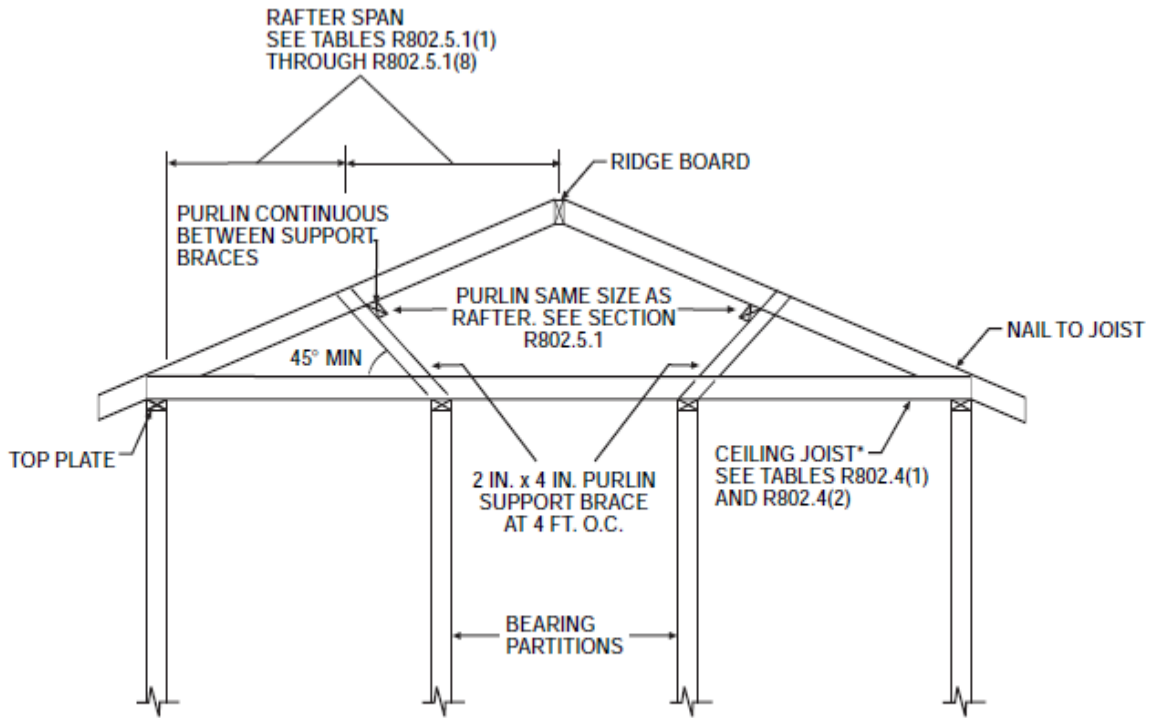 RAFTER SPAN
SEE TABLES R802.5.1(1)
THROUGH R802.5.1(8)
RIDGE BOARD
PURLIN CONTINUOUS
BETWEEN SUPPORT
BRACES
PURLIN SAME SIZE AS
RAFTER. SEE SECTION
R802.5.1
NAIL TO JOIST
45° MIN
TOP PLATE
2 IN. x 4 IN. PURLIN
SUPPORT BRACE
AT 4 FT. O.C.
CEILING JOIST*
SEE TABLES R802.4(1)
AND R802.4(2)
BEARING
PARTITIONS